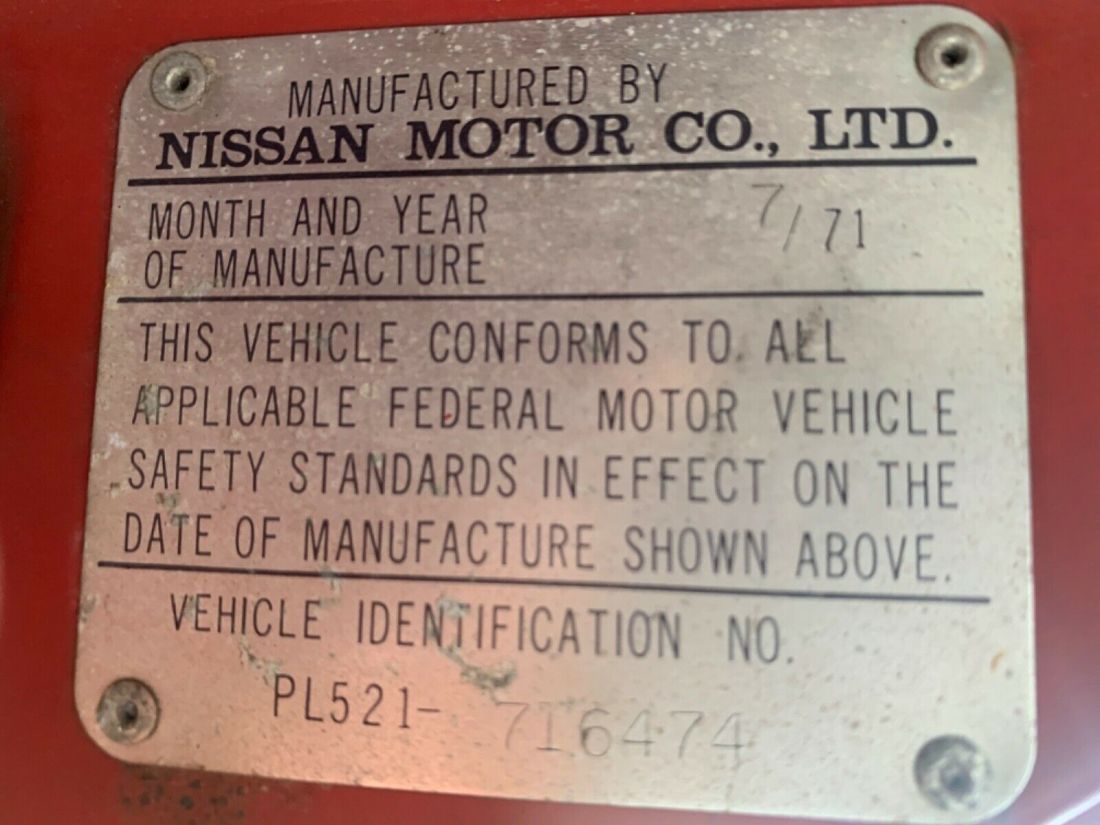 MANUFACTURED BY
NISSAN MOTOR CO., LTD.
MONTH AND YEAR 7/71
OF MANUFACTURE
THIS VEHICLE CONFORMS TO ALL
APPLICABLE FEDERAL MOTOR VEHICLE
SAFETY STANDARDS IN EFFECT ON THE
DATE OF MANUFACTURE SHOWN ABOVE.
VEHICLE IDENTIFICATION NO.
PL521-716474